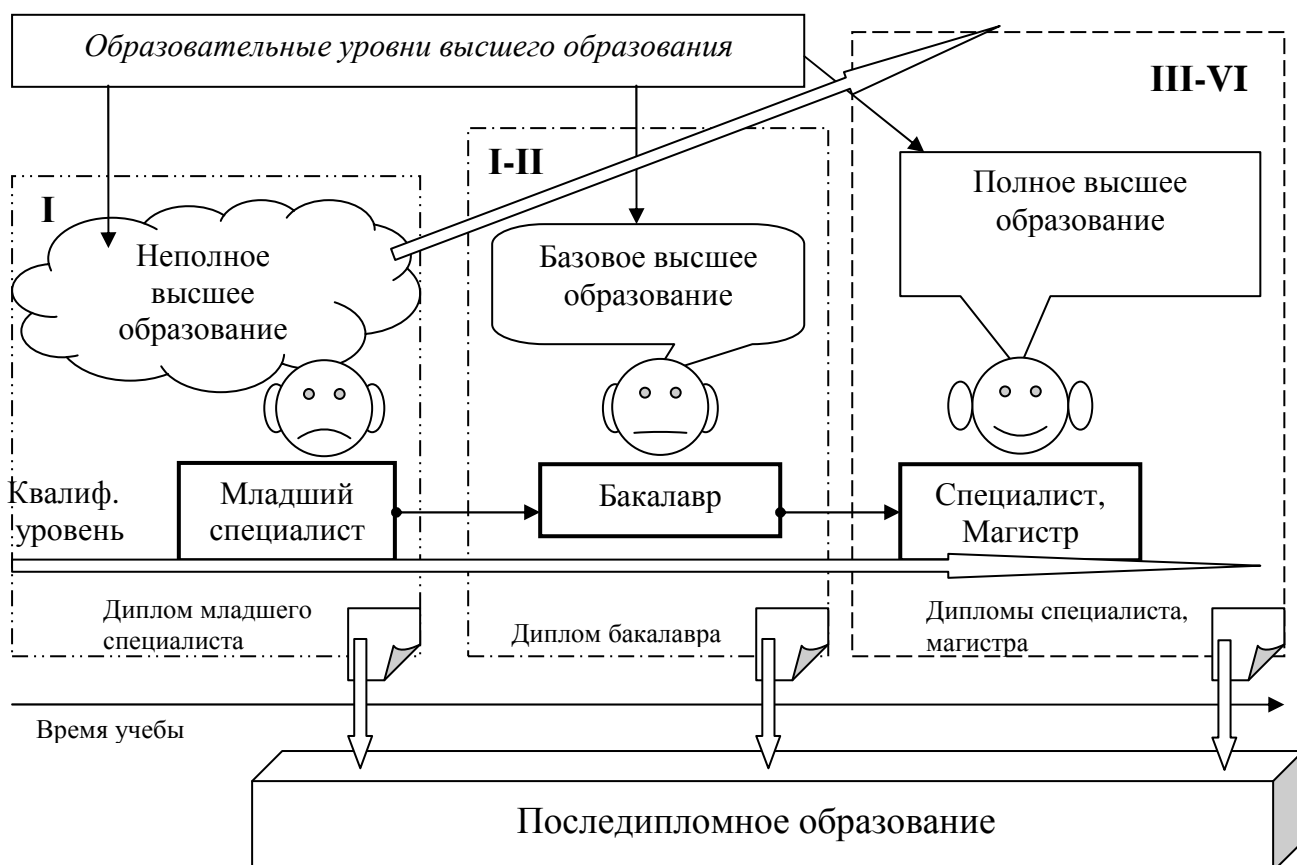 Образовательные уровни высшего образования
III-VI
I-II
I
Полное высшее
образование
Неполное
высшее
образование
Базовое высшее
образование
Квалиф.
уровень
Младший
специалист
Бакалавр
Специалист,
Магистр
Диплом младшего
специалиста
Диплом бакалавра
Дипломы специалиста,
магистра
Время учебы
Последипломное образование